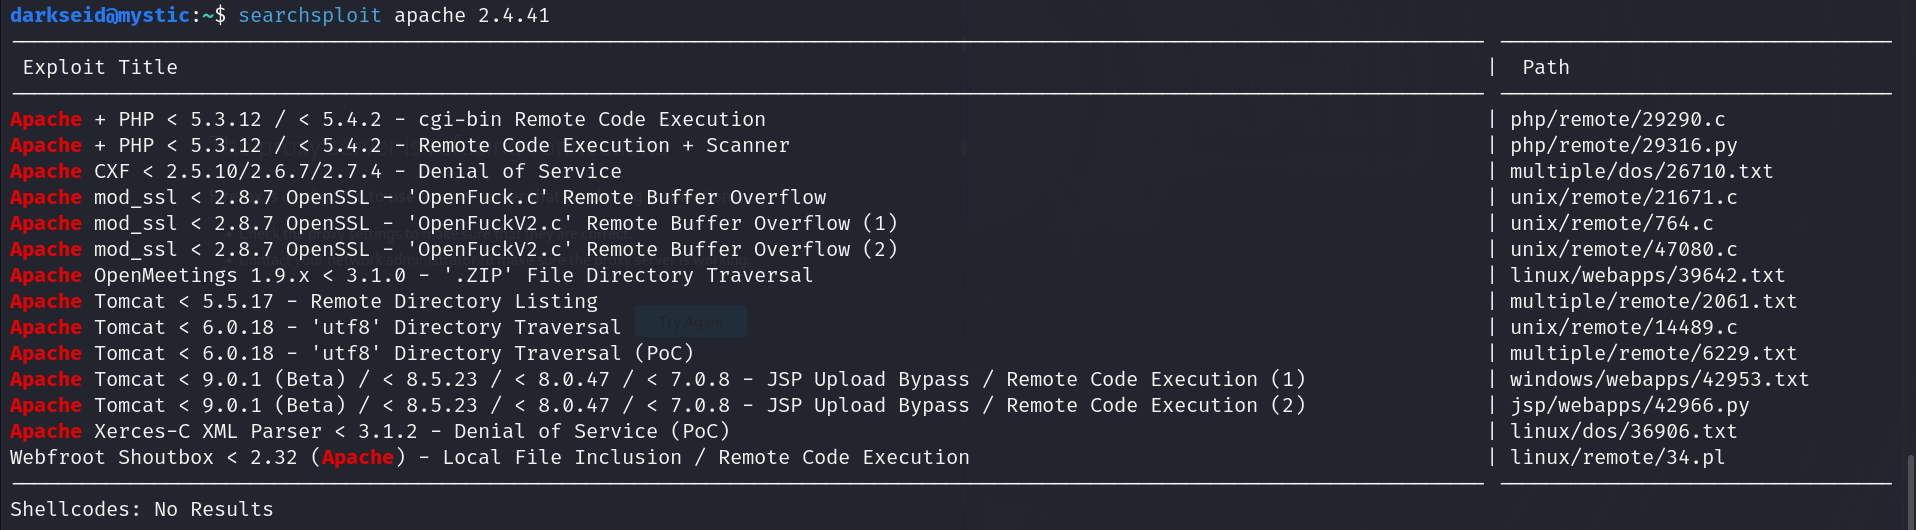 darkseid@mystic:~$ searchsploit apache 2.4.41
Exploit Title | Path
Apache + PHP < 5.3.12 / < 5.4.2 - cgi-bin Remote Code Execution | php/remote/29290.c
Apache + PHP < 5.3.12 / < 5.4.2 - Remote Code Execution + Scanner | php/remote/29316.py
Apache CXF < 2.5.10/2.6.7/2.7.4 - Denial of Service | multiple/dos/26710.txt
Apache mod_ssl < 2.8.7 OpenSSL - 'OpenFuck.c' Remote Buffer Overflow | unix/remote/21671.c
Apache mod_ssl < 2.8.7 OpenSSL - 'OpenFuckV2.c' Remote Buffer Overflow (1) | unix/remote/764.c
Apache mod_ssl < 2.8.7 OpenSSL - 'OpenFuckV2.c' Remote Buffer Overflow (2) | unix/remote/47080.c
Apache OpenMeetings 1.9.x < 3.1.0 - '.ZIP' File Directory Traversal | linux/webapps/39642.txt
Apache Tomcat < 5.5.17 - Remote Directory Listing | multiple/remote/2061.txt
Apache Tomcat < 6.0.18 - 'utf8' Directory Traversal | unix/remote/14489.c
Apache Tomcat < 6.0.18 - 'utf8' Directory Traversal (PoC) | multiple/remote/6229.txt
Apache Tomcat < 9.0.1 (Beta) / < 8.5.23 / < 8.0.47 / < 7.0.8 - JSP Upload Bypass / Remote Code Execution (1) | windows/webapps/42953.txt
Apache Tomcat < 9.0.1 (Beta) / < 8.5.23 / < 8.0.47 / < 7.0.8 - JSP Upload Bypass / Remote Code Execution (2) | jsp/webapps/42966.py
Apache Xerces-C XML Parser < 3.1.2 - Denial of Service (PoC) | linux/dos/36906.txt
Webfroot Shoutbox < 2.32 (Apache) - Local File Inclusion / Remote Code Execution | linux/remote/34.pl
Shellcodes: No Results
Try Again